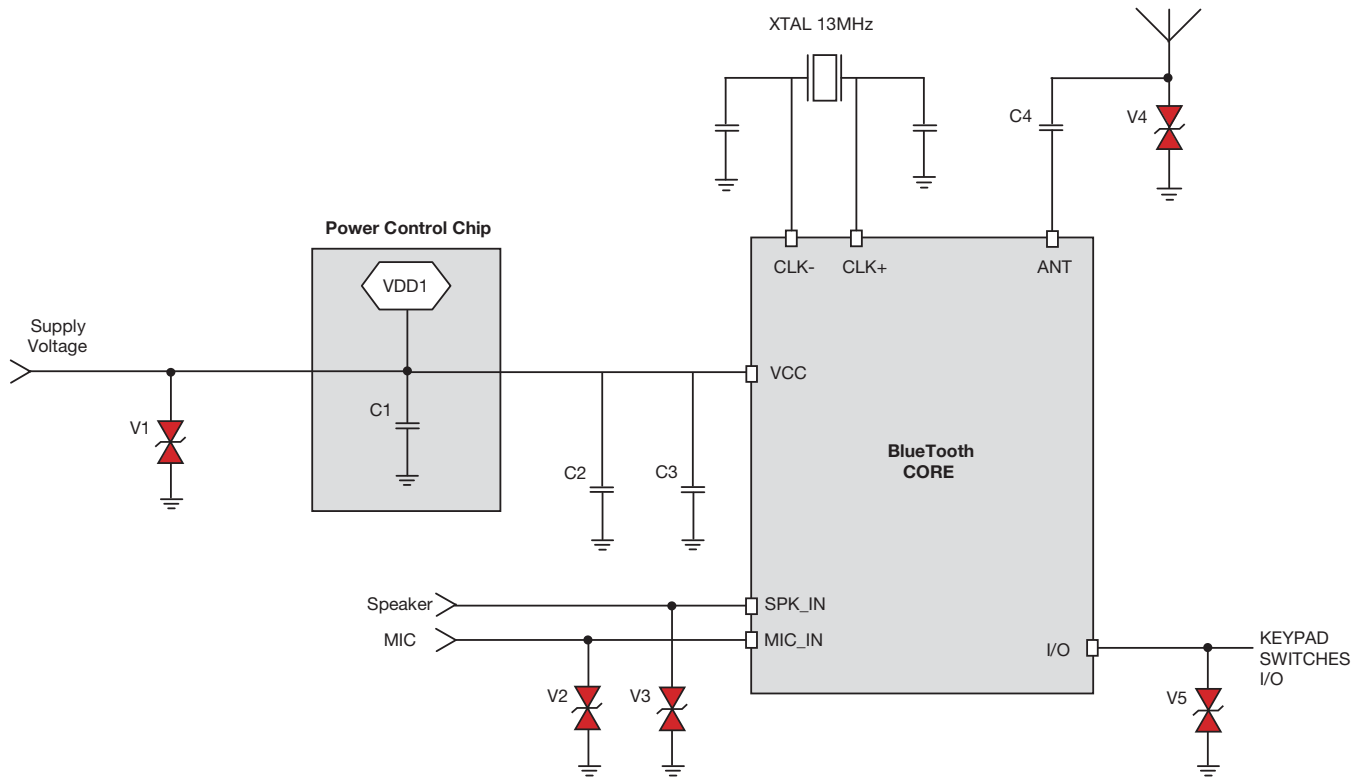 XTAL 13MHz
C4
V4
Power Control Chip
CLK-
CLK+
ANT
VDD1
Supply
Voltage
VCC
C1
V1
BlueTooth
CORE
C2
C3
Speaker
SPK_IN
MIC
MIC_IN
I/O
KEYPAD
SWITCHES
I/O
V2
V3
V5